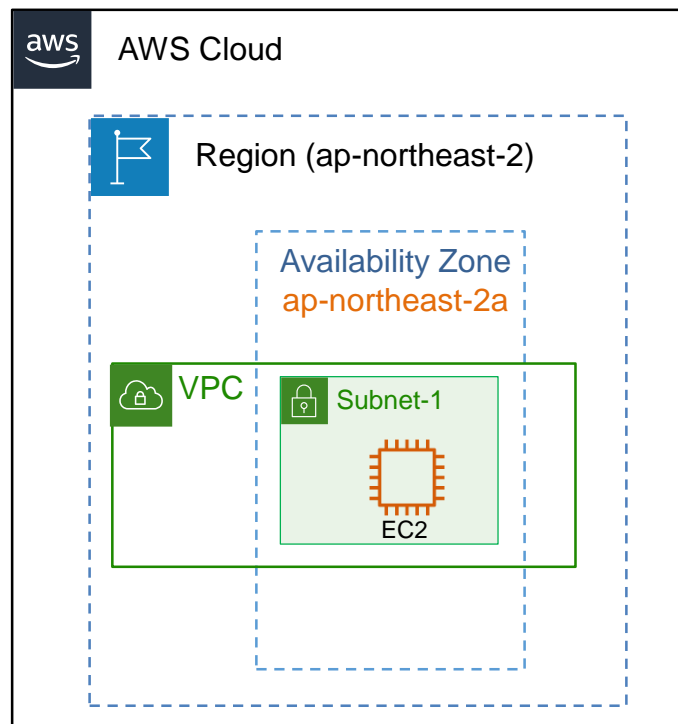 aws
AWS Cloud
Region (ap-northeast-2)
Availability Zone
ap-northeast-2a
VPC
Subnet-1
EC2